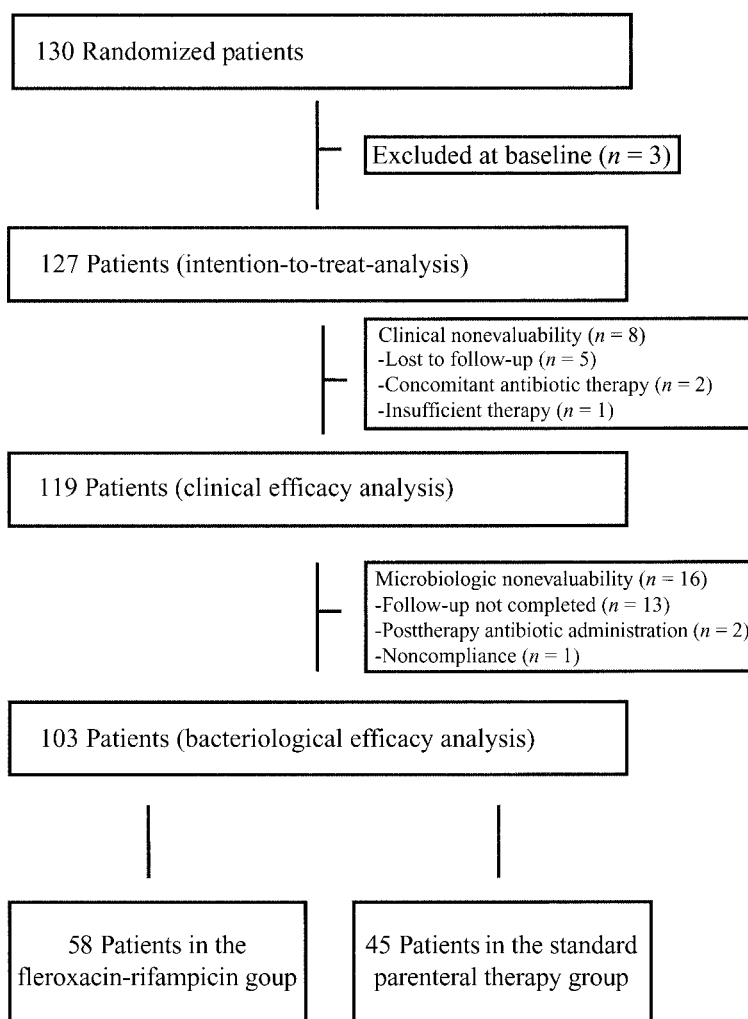 130 Randomized patients
Excluded at baseline (n = 3)
127 Patients (intention-to-treat-analysis)
Clinical nonevaluability (n = 8)
-Lost to follow-up (n = 5)
-Concomitant antibiotic therapy (n = 2)
-Insufficient therapy (n = 1)
119 Patients (clinical efficacy analysis)
Microbiologic nonevaluability (n = 16)
-Follow-up not completed (n = 13)
-Posttherapy antibiotic administration (n = 2)
-Noncompliance (n = 1)
103 Patients (bacteriological efficacy analysis)
58 Patients in the
fleroxacin-rifampicin goup
45 Patients in the standard
parenteral therapy group